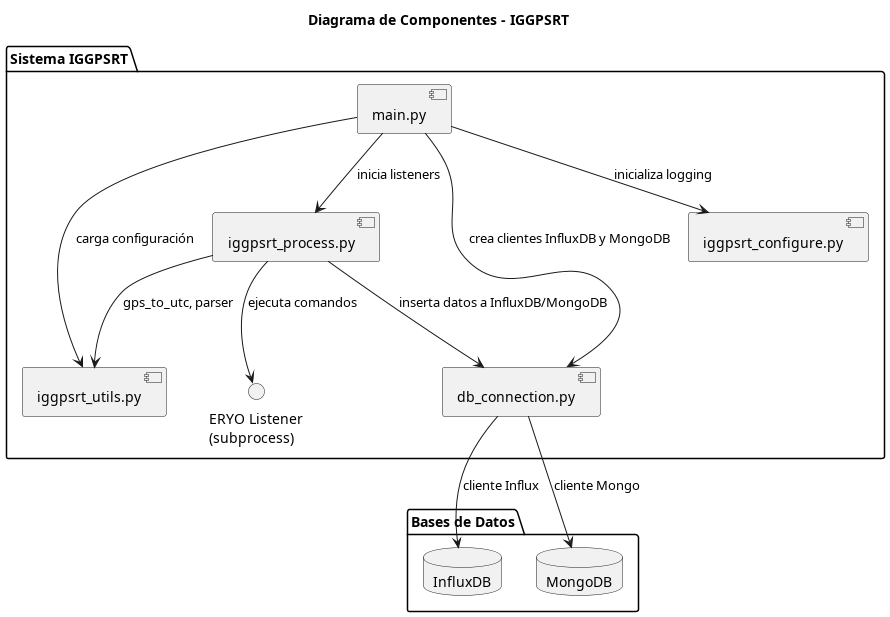 Diagrama de Componentes - IGGPSRT
Sistema IGGPSRT
main.py
inicia listeners
inicializa logging
carga configuración
iggpsrt_process.py
crea clientes InfluxDB y MongoDB
iggpsrt_configure.py
gps_to_utc, parser
ejecuta comandos
inserta datos a InfluxDB/MongoDB
iggpsrt_utils.py
ERYO Listener
(subprocess)
db_connection.py
cliente Influx
cliente Mongo
Bases de Datos
InfluxDB
MongoDB